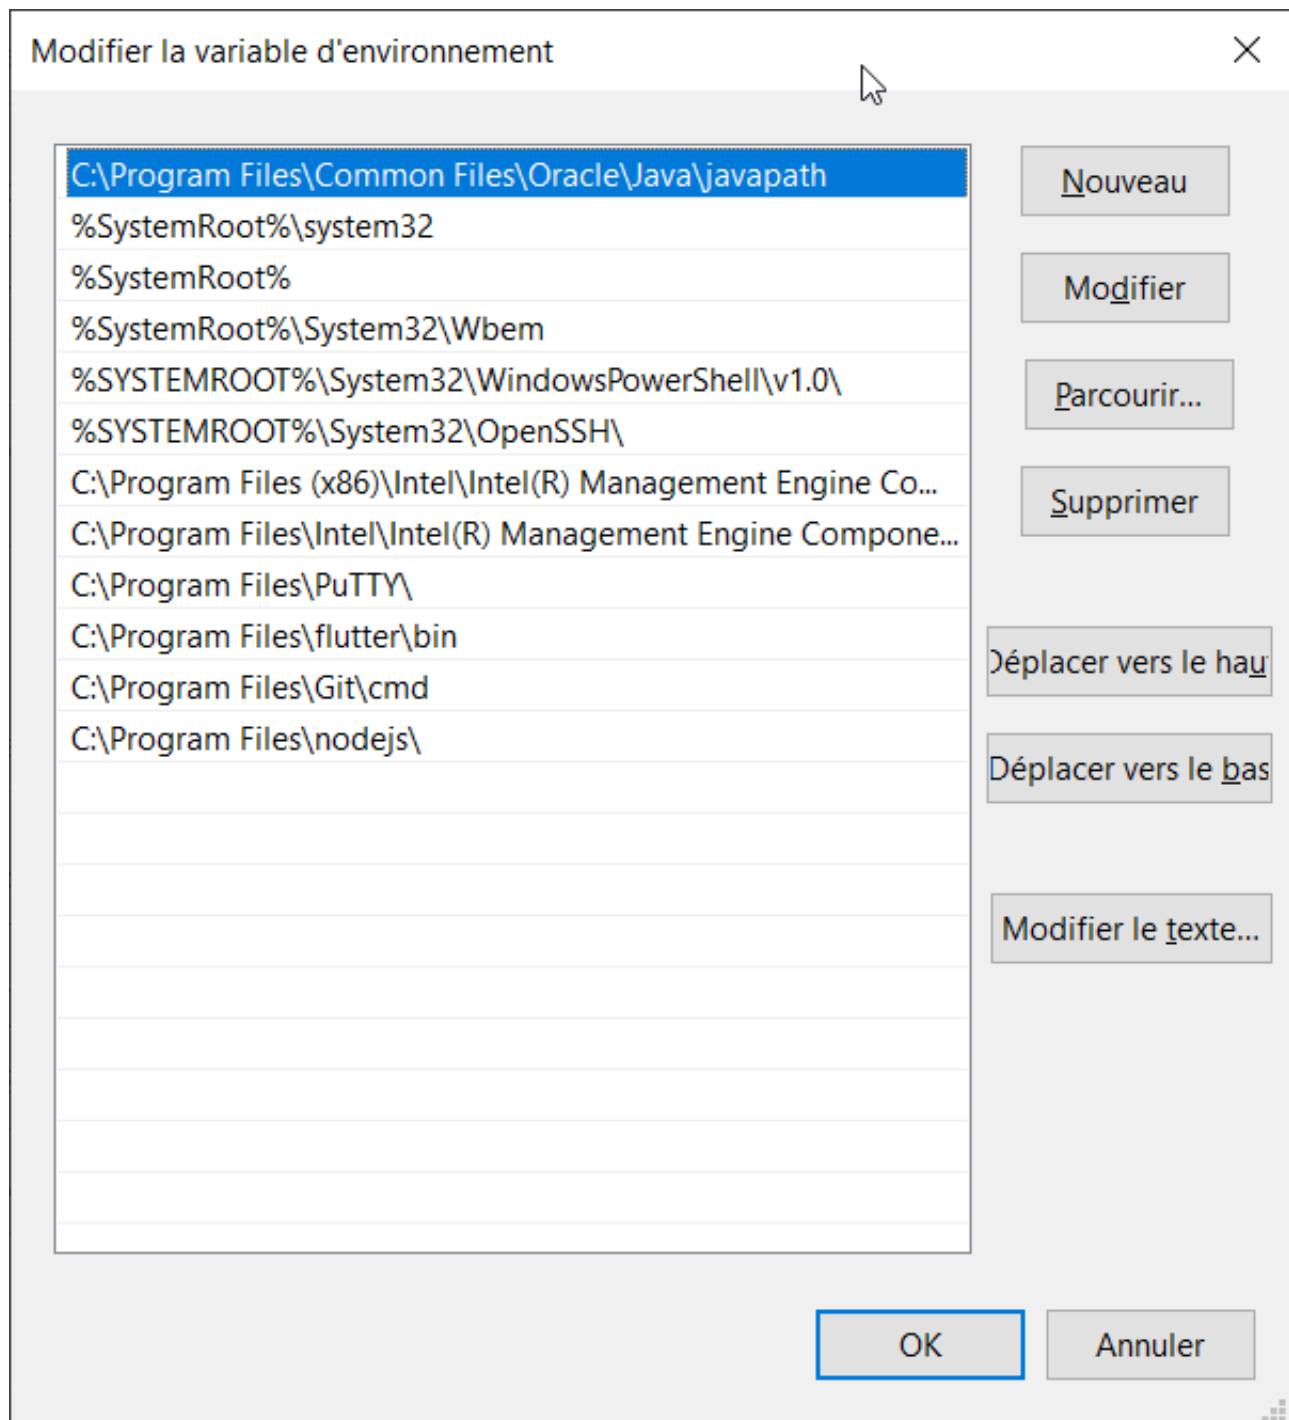 Modifier la variable d'environnement
C:\Program Files\Common Files\Oracle\Java\javapath
%SystemRoot%\system32
%SystemRoot%
%SystemRoot%\System32\Wbem
%SYSTEMROOT%\System32\WindowsPowerShell\v1.0\
%SYSTEMROOT%\System32\OpenSSH\
C:\Program Files (x86)\Intel\Intel(R) Management Engine Co...
C:\Program Files\Intel\Intel(R) Management Engine Compone...
C:\Program Files\PuTTY\
C:\Program Files\flutter\bin
C:\Program Files\Git\cmd
C:\Program Files\nodejs\
Nouveau
Modifier
Parcourir...
Supprimer
Déplacer vers le hau
Déplacer vers le bas
Modifier le texte...
OK
Annuler